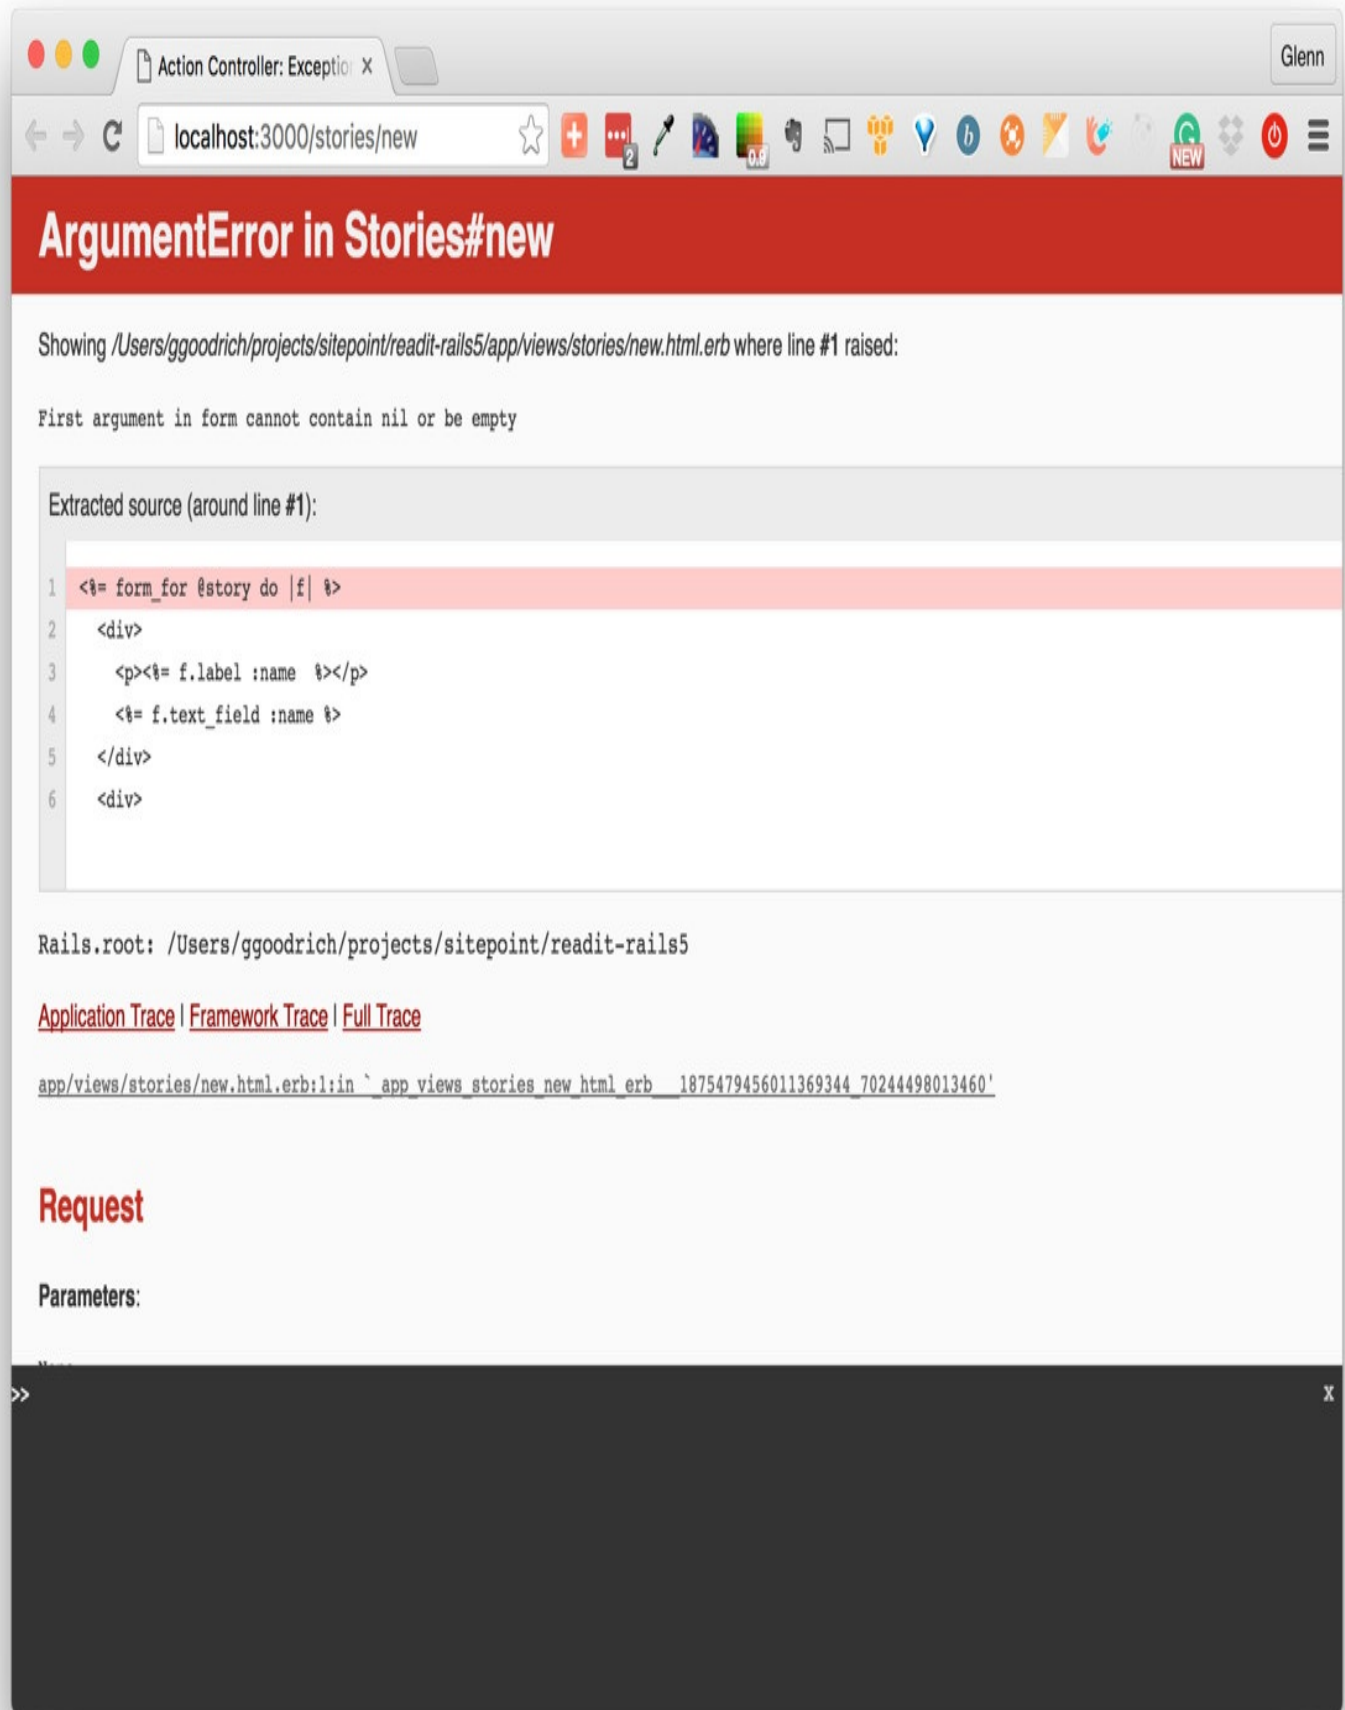 Action Controller: Exceptio
Glenn
localhost:3000/stories/new
2
0.9
b
G
NEW
ArgumentError in Stories#new
Showing /Users/ggoodrich/projects/sitepoint/readit-rails5/app/views/stories/new.html.erb where line #1 raised:
First argument in form cannot contain nil or be empty
Extracted source (around line #1):
1 <%= form_for @story do |f| %>
2 <div>
3 <p><%= f.label :name  %></p>
4 <%= f.text_field :name %>
5 </div>
6 <div>
Rails.root: /Users/ggoodrich/projects/sitepoint/readit-rails5
Application Trace | Framework Trace | Full Trace
app/views/stories/new.html.erb:1:in `_app_views_stories_new_html_erb___1875479456011369344_70244498013460'
Request
Parameters:
>>
x